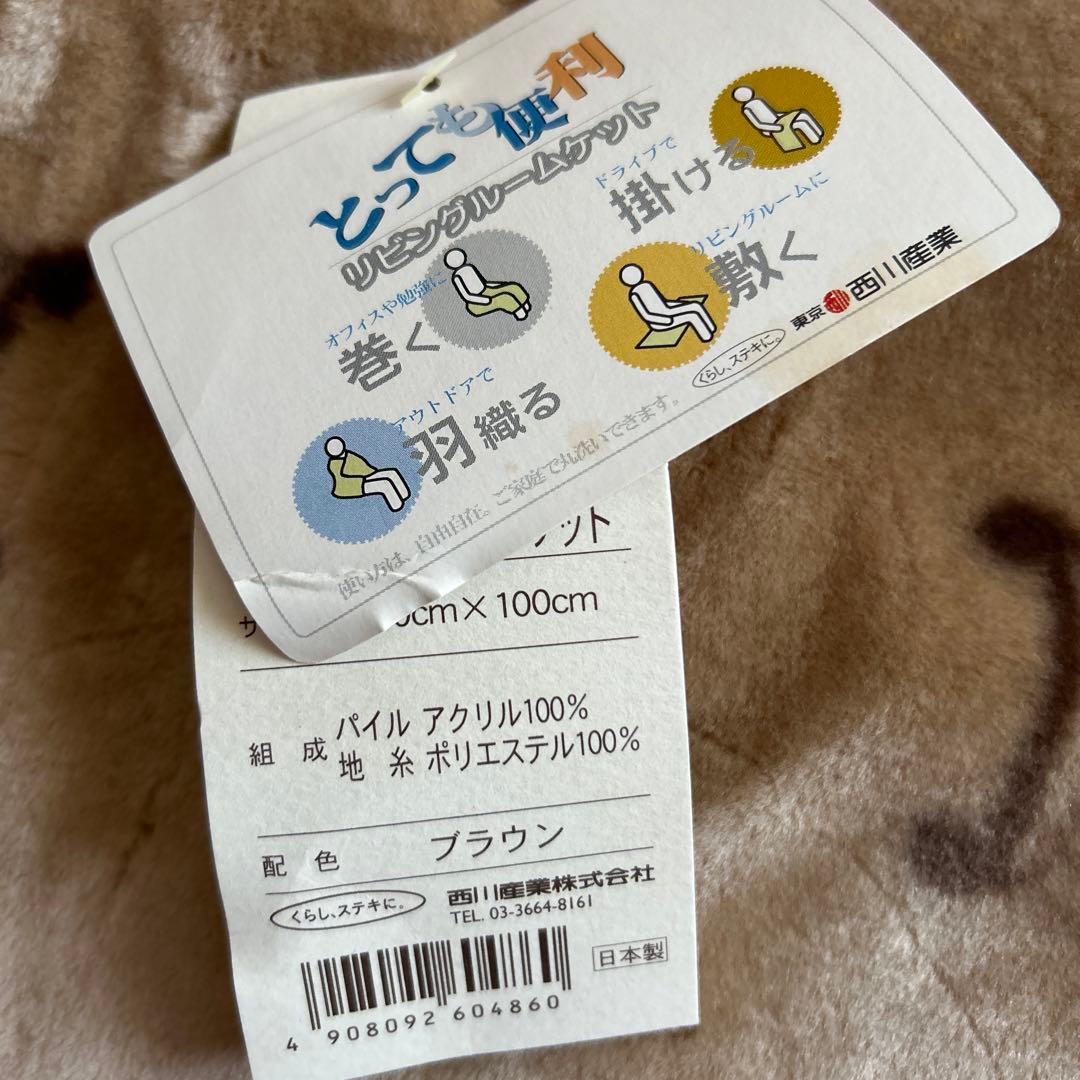 とっても便利
リビングルームケット
ドライブで
掛ける
オフィスや勉強に
巻く
リビングルームに
敷く
アウトドアで
羽織る
くらし、ステキに。
東京 西川産業
使い方は、自由自在。ご家庭で丸洗いできます。
ット
0cm×100cm
組成 パイル アクリル100%
地糸 ポリエステル100%
配色 ブラウン
くらし、ステキに。
西川産業株式会社
TEL. 03-3664-8161
日本製
4 908092 604860